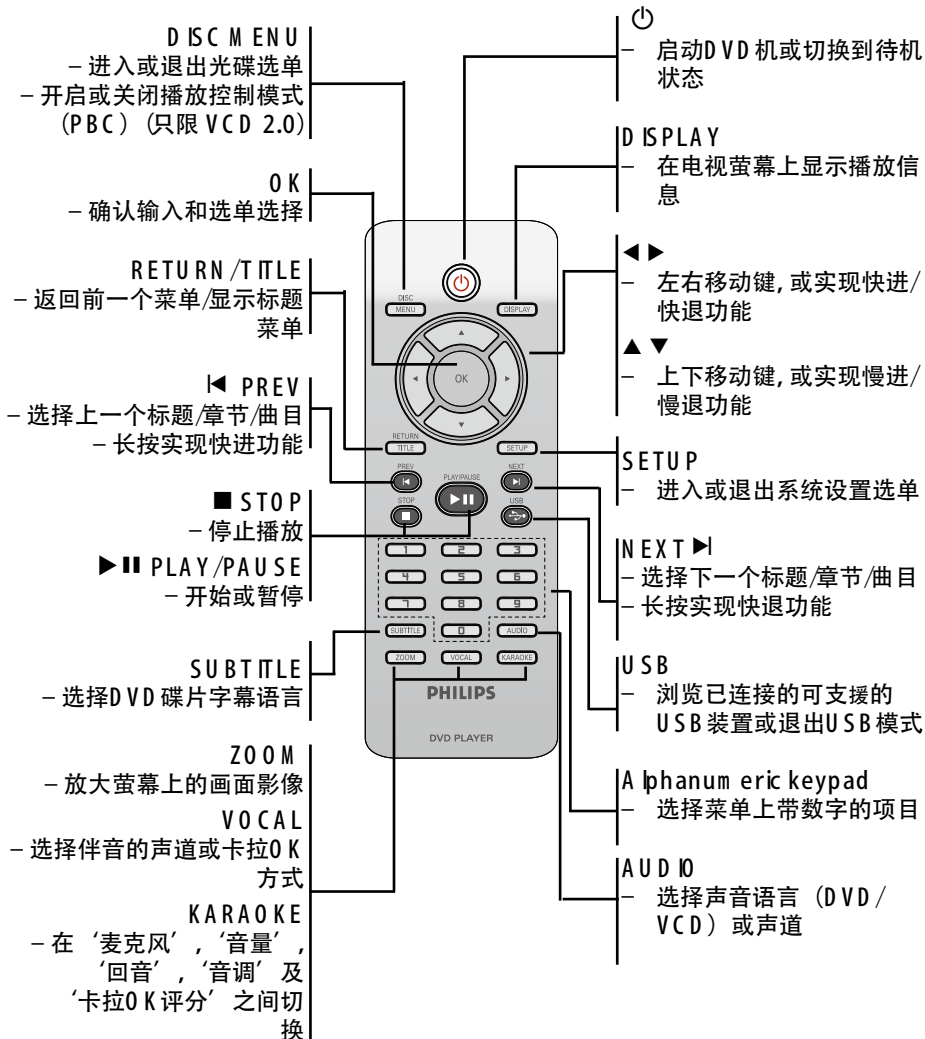 DISC MENU
– 进入或退出光碟选单
– 开启或关闭播放控制模式
(PBC)(只限 VCD 2.0)
OK
– 确认输入和选单选择
RETURN/TITLE
– 返回前一个菜单/显示标题
菜单
PREV
– 选择上一个标题/章节/曲目
– 长按实现快进功能
■ STOP
– 停止播放
▶II PLAY/PAUSE
– 开始或暂停
SUBTITLE
– 选择DVD碟片字幕语言
ZOOM
– 放大萤幕上的画面影像
VOCAL
– 选择伴音的声道或卡拉OK
方式
KARAOKE
– 在‘麦克风’,‘音量’,
‘回音’,‘音调’及
‘卡拉OK评分’之间切
换
DISC
MENU
DISPLAY
OK
RETURN
TITLE
SETUP
PREV
PLAY/PAUSE
NEXT
STOP
USB
1 2 3
4 5 6
7 8 9
SUBTITLE 0 AUDIO
ZOOM VOCAL KARAOKE
PHILIPS
DVD PLAYER
– 启动DVD机或切换到待机
状态
DISPLAY
– 在电视萤幕上显示播放信
息
◀ ▶
– 左右移动键, 或实现快进/
快退功能
▲ ▼
– 上下移动键, 或实现慢进/
慢退功能
SETUP
– 进入或退出系统设置选单
NEXT
– 选择下一个标题/章节/曲目
– 长按实现快退功能
USB
– 浏览已连接的可支援的
USB装置或退出USB模式
Alphanumeric keypad
– 选择菜单上带数字的项目
AUDIO
– 选择声音语言(DVD/
VCD)或声道